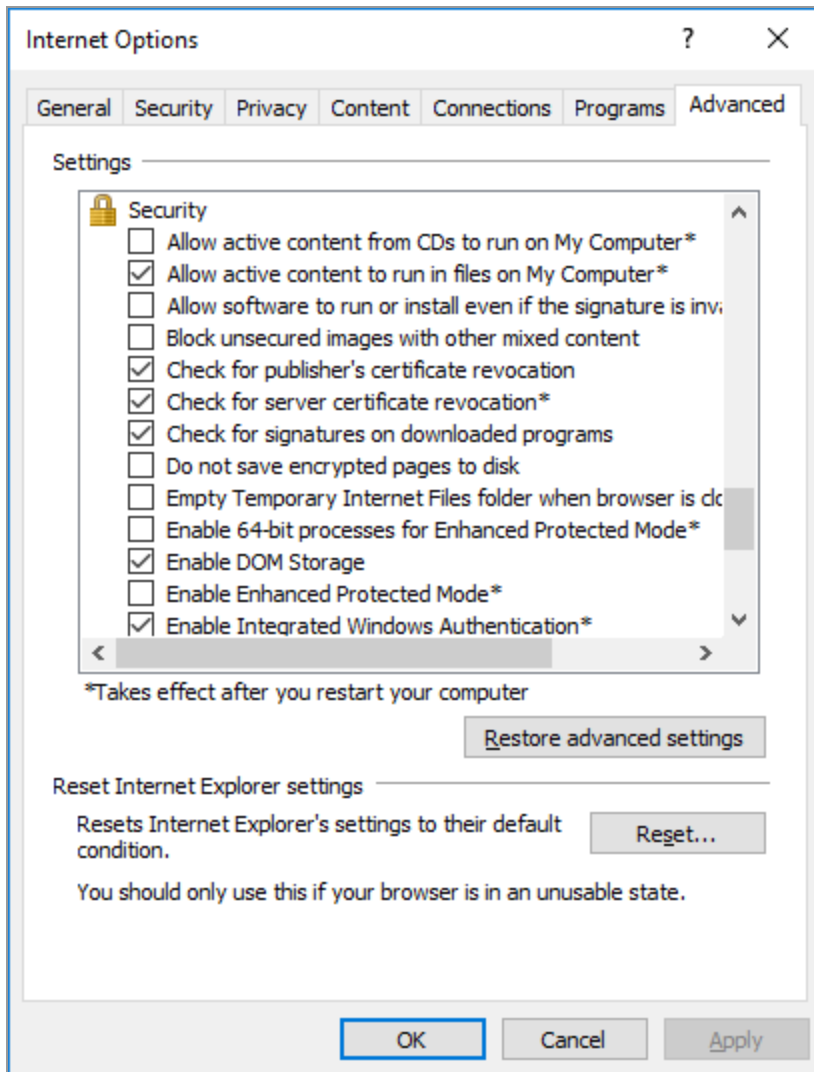 Internet Options
?
General Security Privacy Content Connections Programs Advanced
Settings
Security
Allow active content from CDs to run on My Computer*
Allow active content to run in files on My Computer*
Allow software to run or install even if the signature is
Block unsecured images with other mixed content
Check for publisher's certificate revocation
Check for server certificate revocation*
Check for signatures on downloaded programs
Do not save encrypted pages to disk
Empty Temporary Internet Files folder when browser is
Enable 64-bit processes for Enhanced Protected Mode*
Enable DOM Storage
Enable Enhanced Protected Mode*
Enable Integrated Windows Authentication*
*Takes effect after you restart your computer
Restore advanced settings
Reset Internet Explorer settings
Resets Internet Explorer's settings to their default
condition.
Reset...
You should only use this if your browser is in an unusable state.
OK Cancel Apply